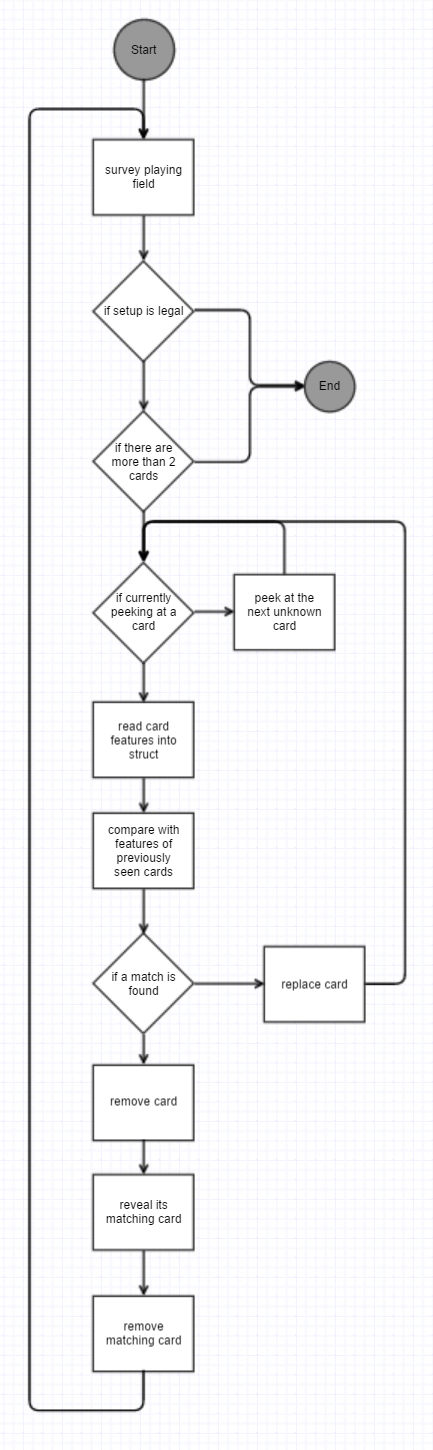 Start
survey playing
field
if setup is legal
End
if there are
more than 2
cards
if currently
peeking at a
card
peek at the
next unknown
card
read card
features into
struct
compare with
features of
previously
seen cards
if a match is
found
replace card
remove card
reveal its
matching card
remove
matching card